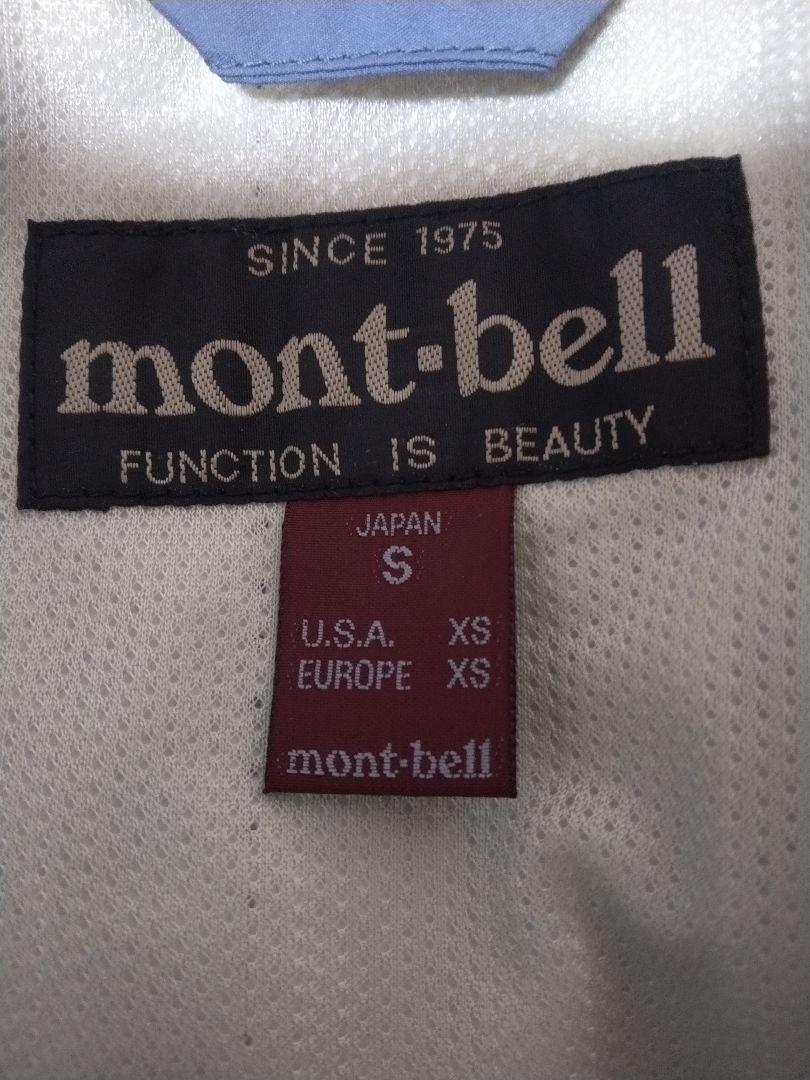 SINCE 1975
mont·bell
FUNCTION IS BEAUTY
JAPAN
S
U.S.A. XS
EUROPE XS
mont·bell